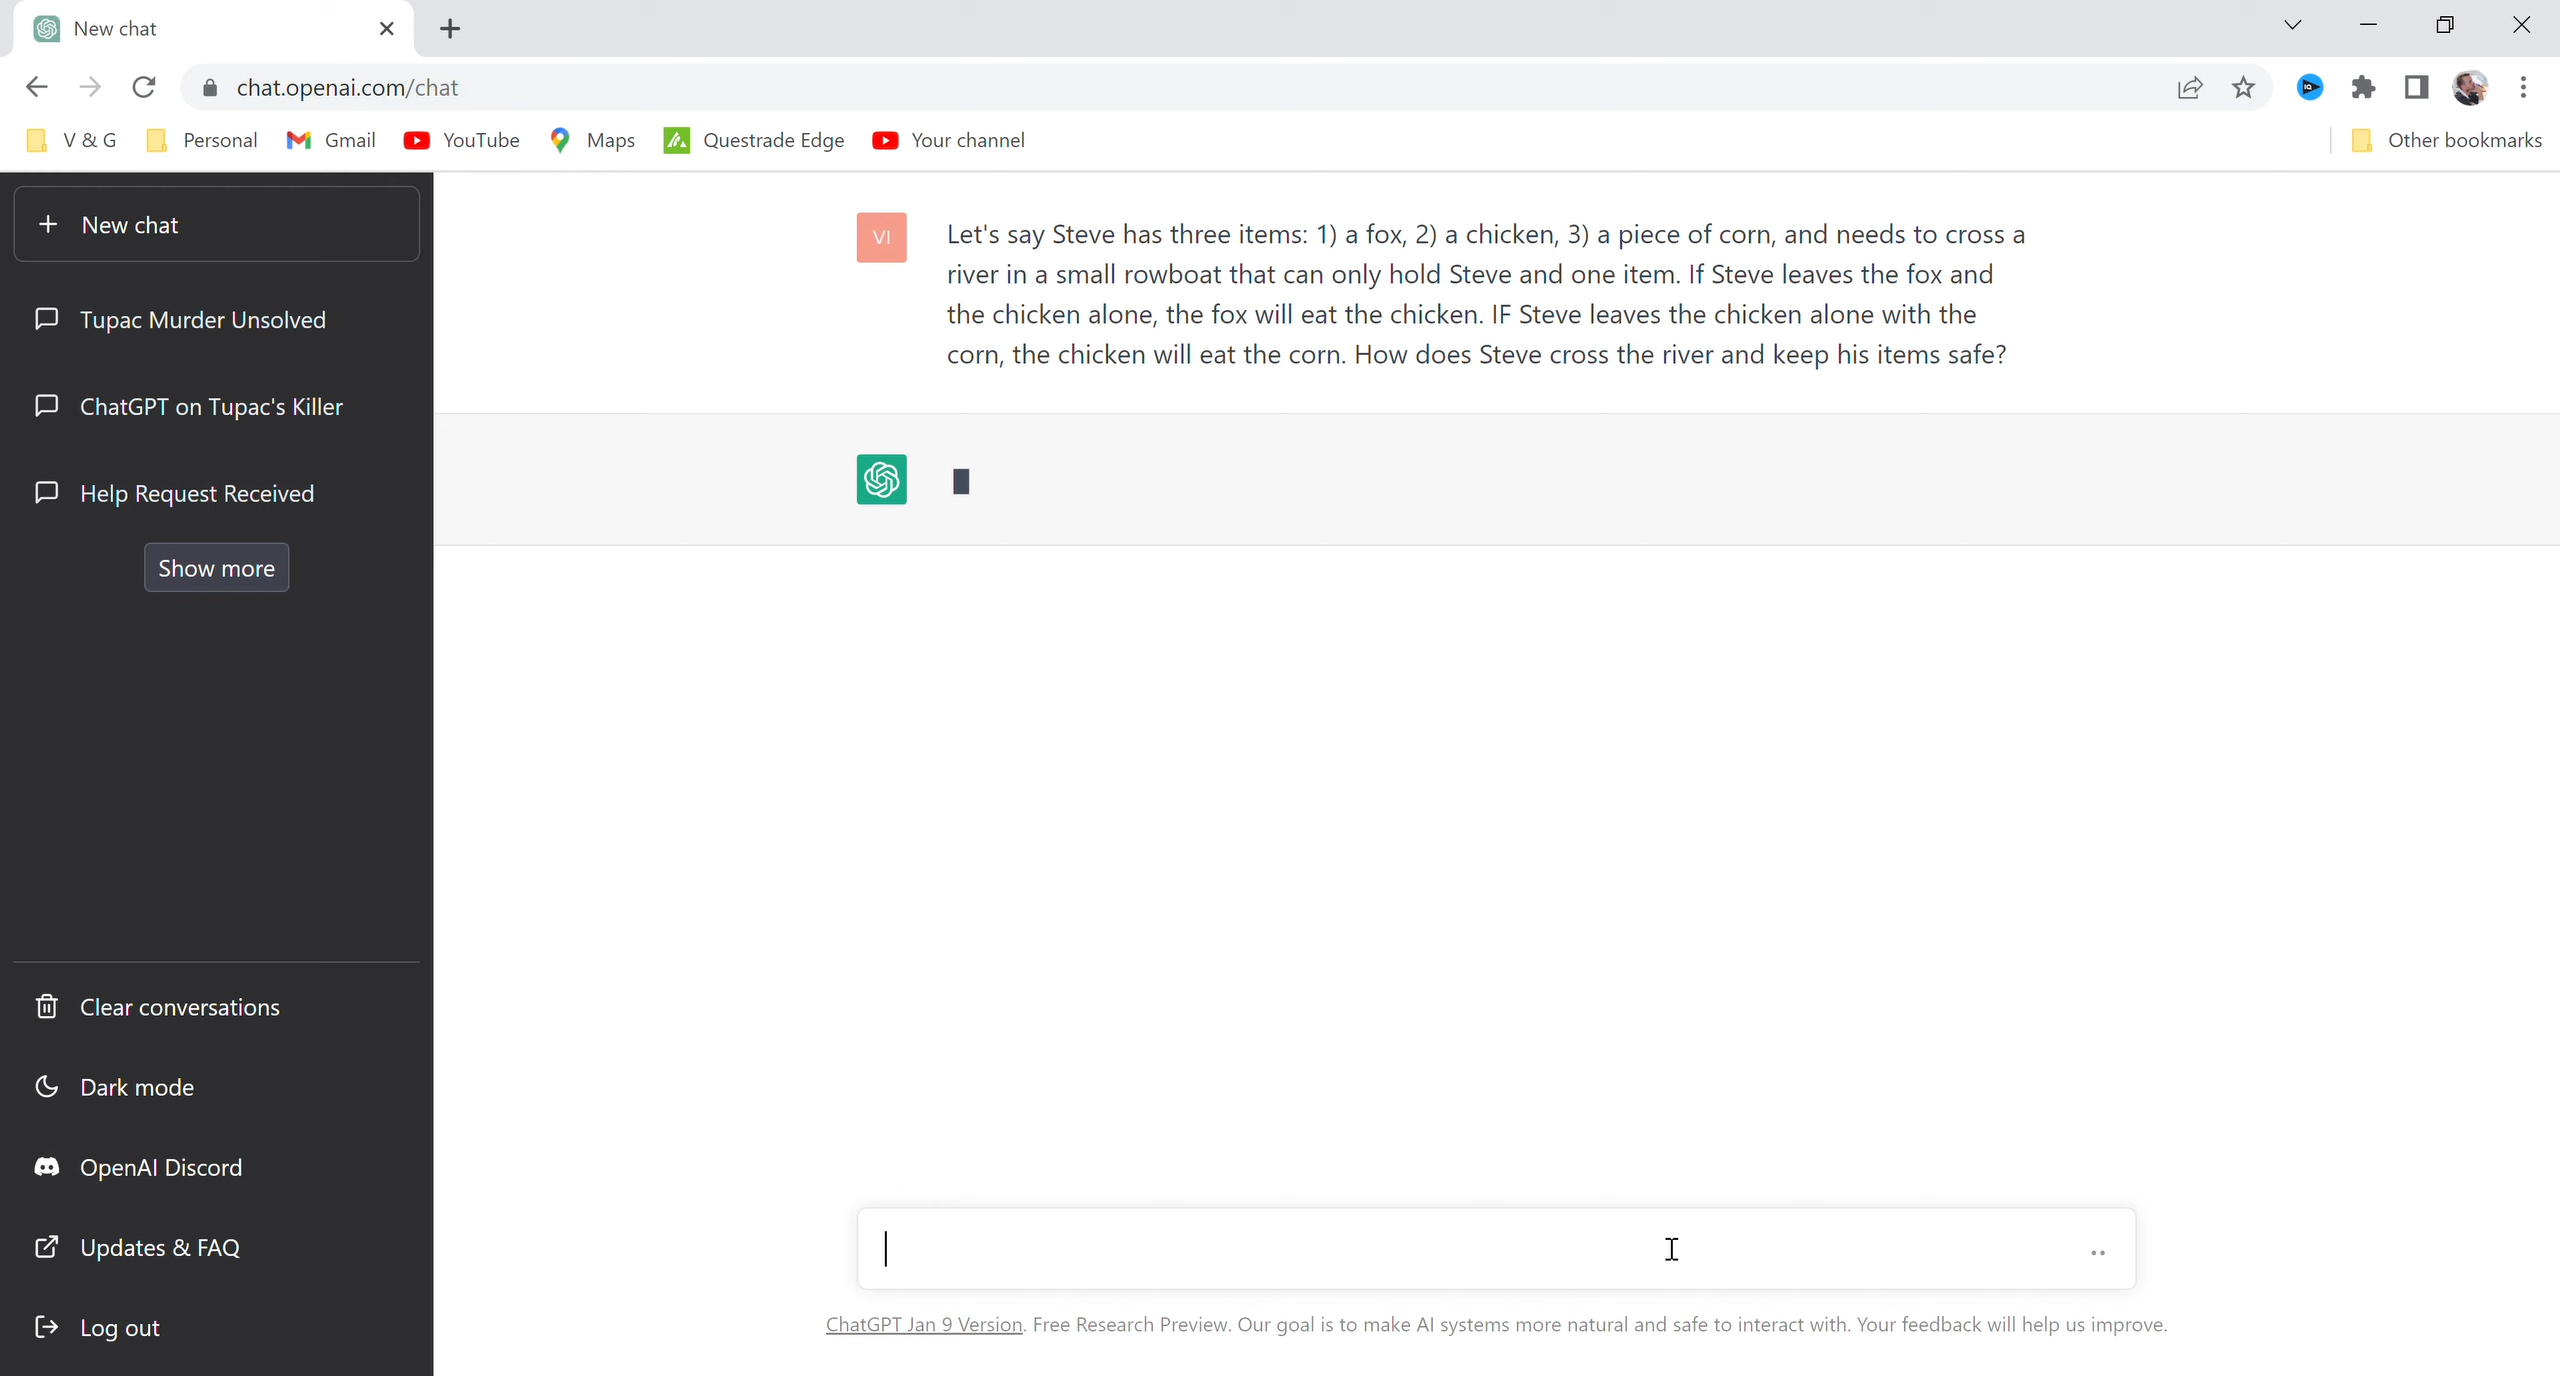 New chat
chat.openai.com/chat
V & G
Personal
Gmail
YouTube
Maps
Questrade Edge
Your channel
Other bookmarks
New chat
Tupac Murder Unsolved
ChatGPT on Tupac's Killer
Help Request Received
Show more
Clear conversations
Dark mode
OpenAI Discord
Updates & FAQ
Log out
VI
Let's say Steve has three items: 1) a fox, 2) a chicken, 3) a piece of corn, and needs to cross a
river in a small rowboat that can only hold Steve and one item. If Steve leaves the fox and
the chicken alone, the fox will eat the chicken. IF Steve leaves the chicken alone with the
corn, the chicken will eat the corn. How does Steve cross the river and keep his items safe?
ChatGPT Jan 9 Version. Free Research Preview. Our goal is to make AI systems more natural and safe to interact with. Your feedback will help us improve.